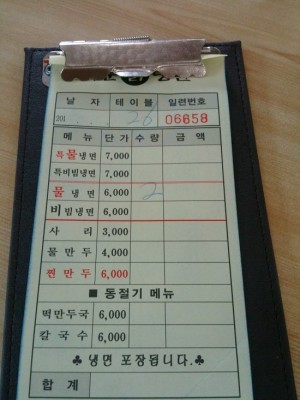 날 자 테이블 일련번호
201 . . . 26 06658
메 뉴 단 가 수 량 금 액
특물냉면 7,000
특비빔냉면 7,000
물 냉 면 6,000 2
비빔냉면 6,000
사 리 3,000
물 만 두 4,000
찐 만 두 6,000
■ 동절기 메뉴
떡만두국 6,000
칼 국 수 6,000
♣ 냉면 포장됩니다.♣
합 계